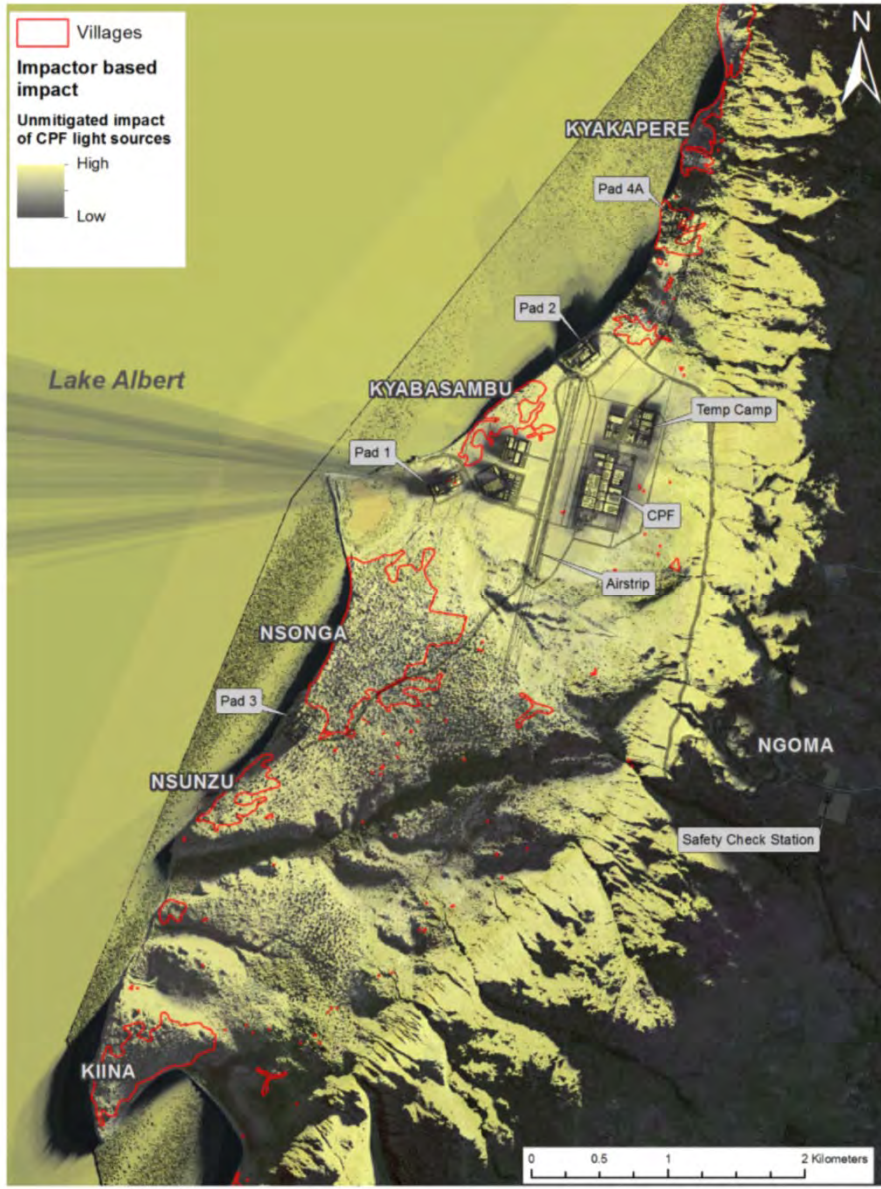 Villages
Impactor based
impact
Unmitigated impact
of CPF light sources
High
Low
N
KYAKAPERE
Pad 4A
Pad 2
Lake Albert
KYABASAMBU
Temp Camp
Pad 1
CPF
Airstrip
NSONGA
Pad 3
NGOMA
NSUNZU
Safety Check Station
KIINA
0 0.5 1 2 Kilometers